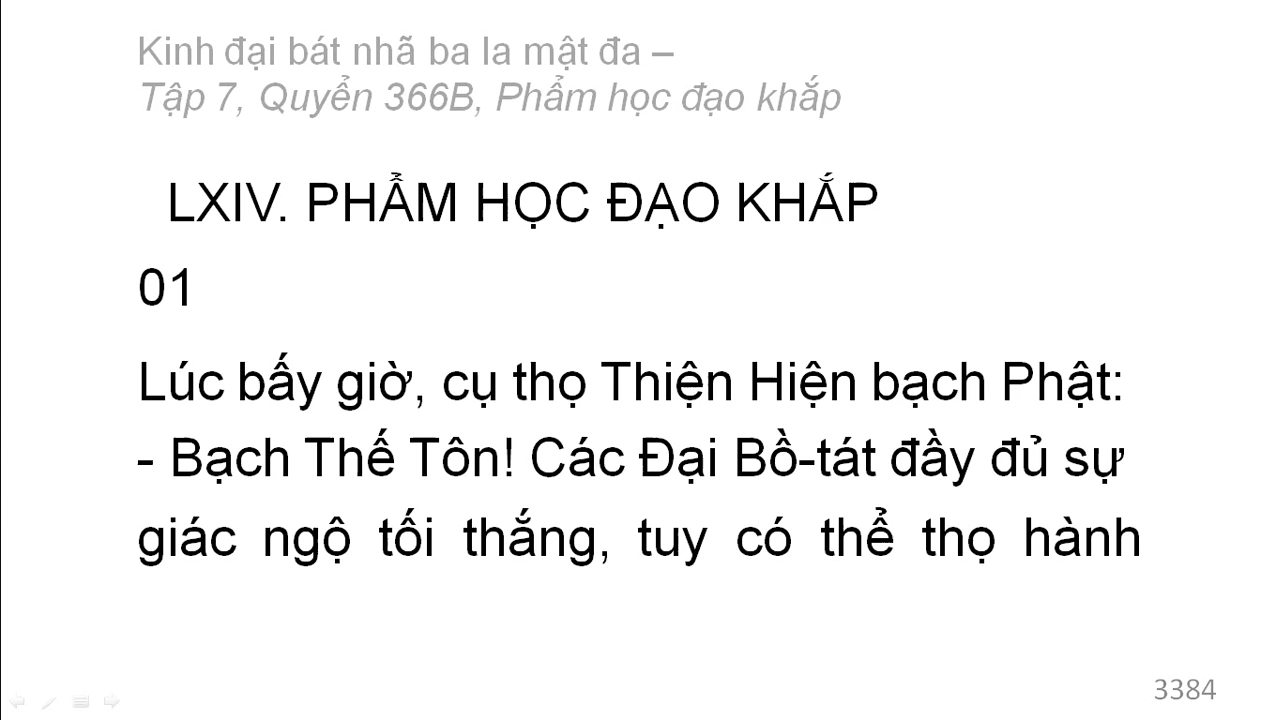 Kinh đại bát nhã ba la mật đa –
Tập 7, Quyển 366B, Phẩm học đạo khắp
LXIV. PHẨM HỌC ĐẠO KHẮP
01
Lúc bấy giờ, cụ thọ Thiện Hiện bạch Phật:
- Bạch Thế Tôn! Các Đại Bồ-tát đầy đủ sự
giác ngộ tối thắng, tuy có thể thọ hành
3384